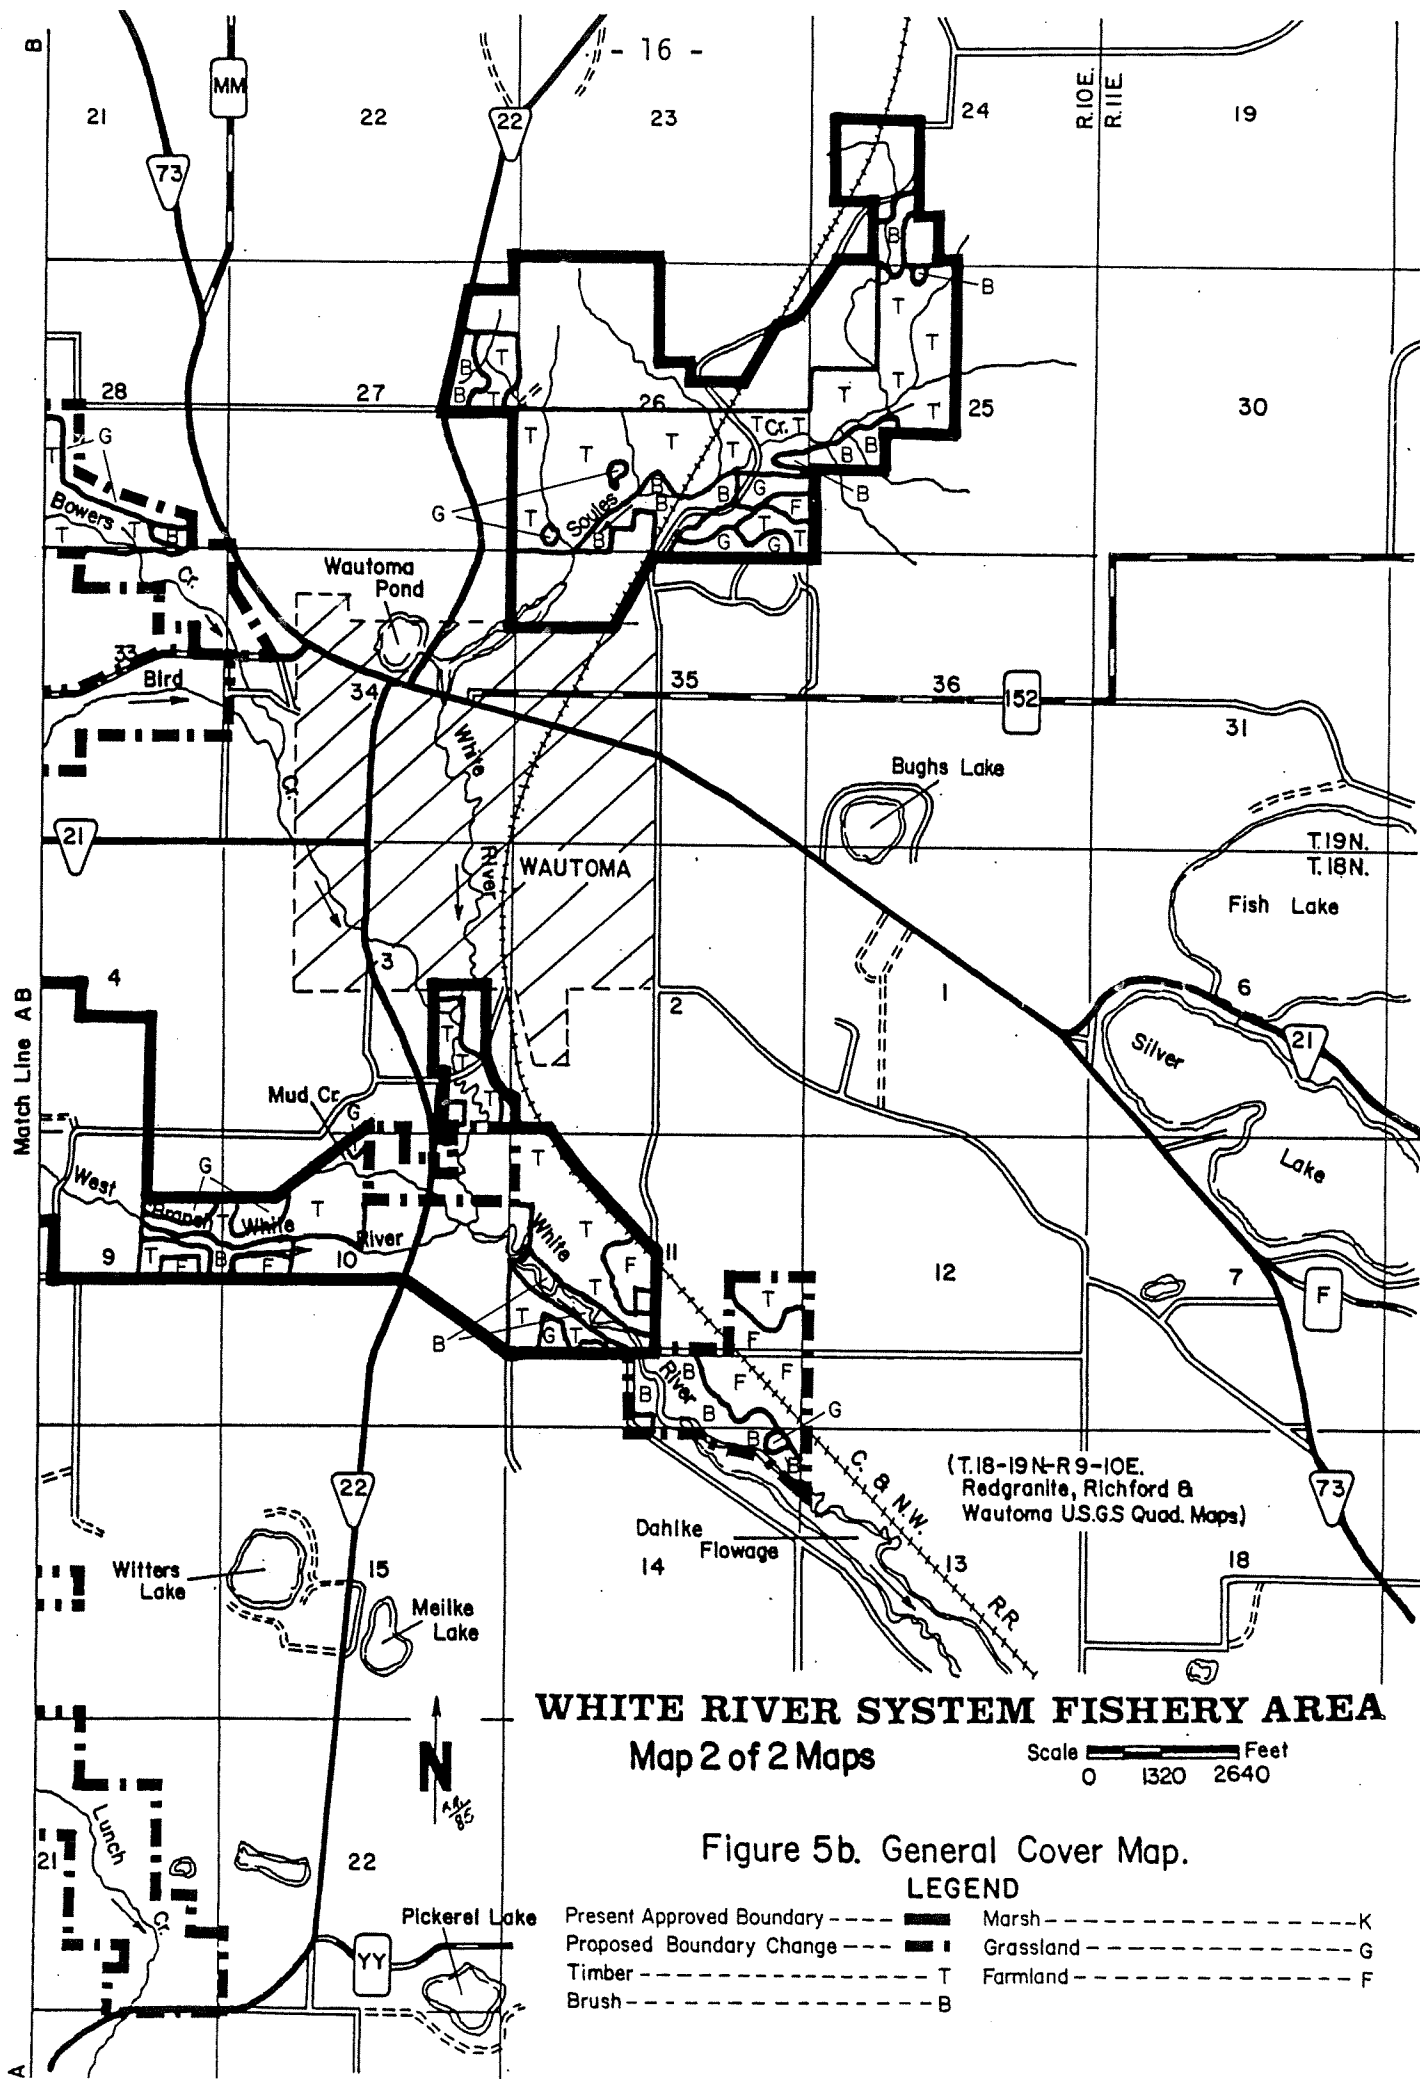 - 16 -
B
MM
21
22
22
23
24
R.10E.
R.11E.
19
73
B
B
T
T
28
27
26
25
30
G
Bowers
Cr.
Soules
Cr.
Wautoma
Pond
33
Bird
Cr.
34
35
36
152
31
White
River
Bughs Lake
21
WAUTOMA
T.19N.
T.18N.
Fish Lake
4
3
2
1
6
21
Match Line AB
Silver
Lake
Mud Cr.
G
West
Branch
White
River
White
9
10
11
12
7
F
River
G
C. & N.W.
R.R.
(T.18-19N-R9-10E.
Redgranite, Richford &
Wautoma U.S.G.S Quad. Maps)
73
22
Dahlke
Flowage
14
13
18
Witters
Lake
15
Meilke
Lake
WHITE RIVER SYSTEM FISHERY AREA
Map 2 of 2 Maps
Scale Feet
0 1320 2640
N
85
Lunch
Cr.
21
22
Figure 5b. General Cover Map.
LEGEND
Pickerel Lake
YY
Present Approved Boundary
Proposed Boundary Change
Timber T
Brush B
Marsh K
Grassland G
Farmland F
A